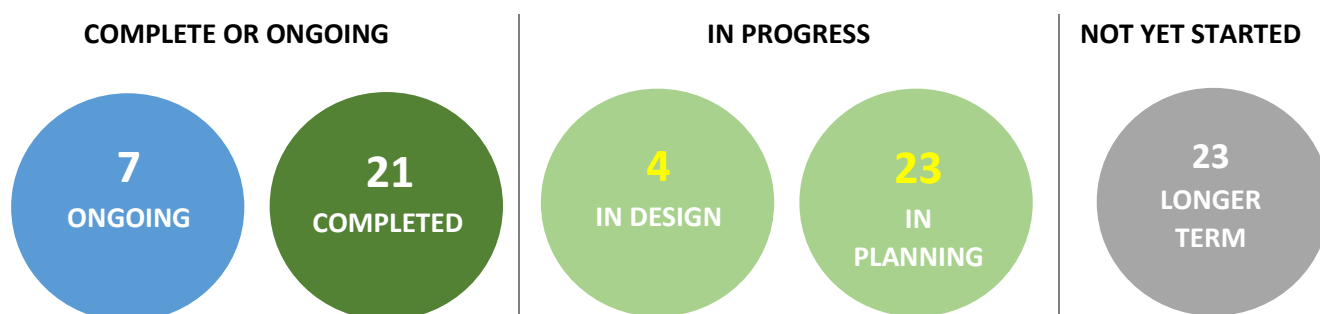 COMPLETE OR ONGOING
IN PROGRESS
NOT YET STARTED
7
ONGOING
21
COMPLETED
4
IN DESIGN
23
IN
PLANNING
23
LONGER
TERM